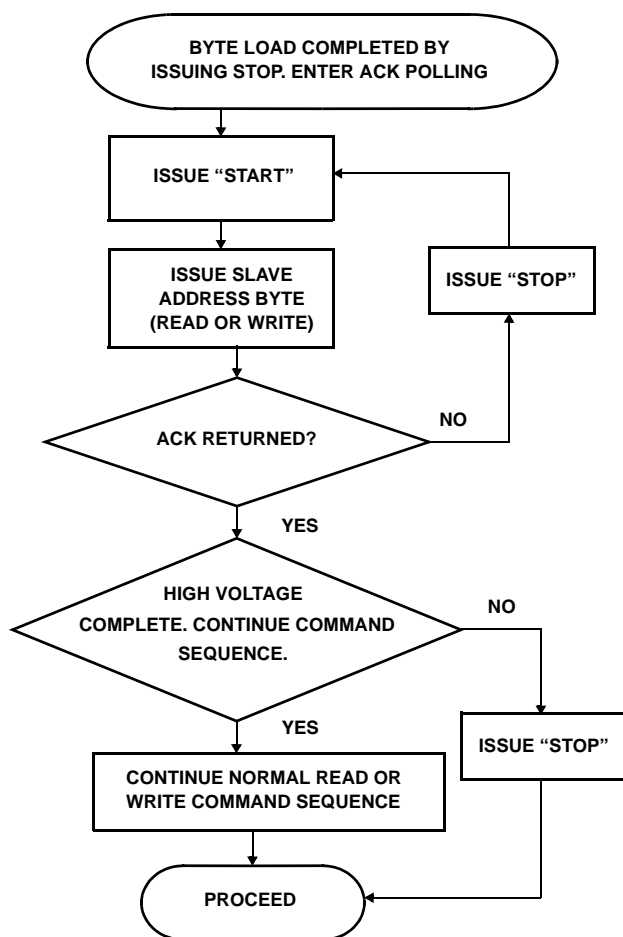 BYTE LOAD COMPLETED BY
ISSUING STOP. ENTER ACK POLLING
ISSUE “START”
ISSUE SLAVE
ADDRESS BYTE
(READ OR WRITE)
ISSUE “STOP”
ACK RETURNED?
NO
YES
HIGH VOLTAGE
COMPLETE. CONTINUE COMMAND
SEQUENCE.
NO
YES
ISSUE “STOP”
CONTINUE NORMAL READ OR
WRITE COMMAND SEQUENCE
PROCEED